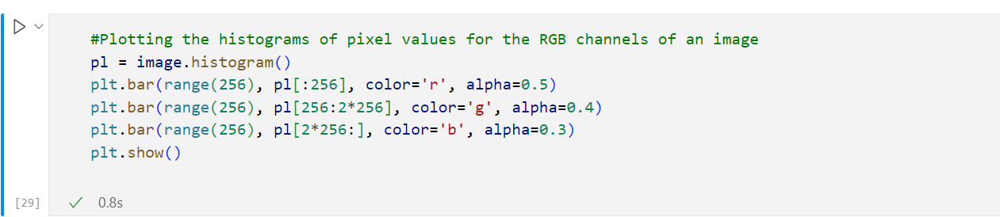 #Plotting the histograms of pixel values for the RGB channels of an image
pl = image.histogram()
plt.bar(range(256), pl[:256], color='r', alpha=0.5)
plt.bar(range(256), pl[256:2*256], color='g', alpha=0.4)
plt.bar(range(256), pl[2*256:], color='b', alpha=0.3)
plt.show()
[29] 0.8s